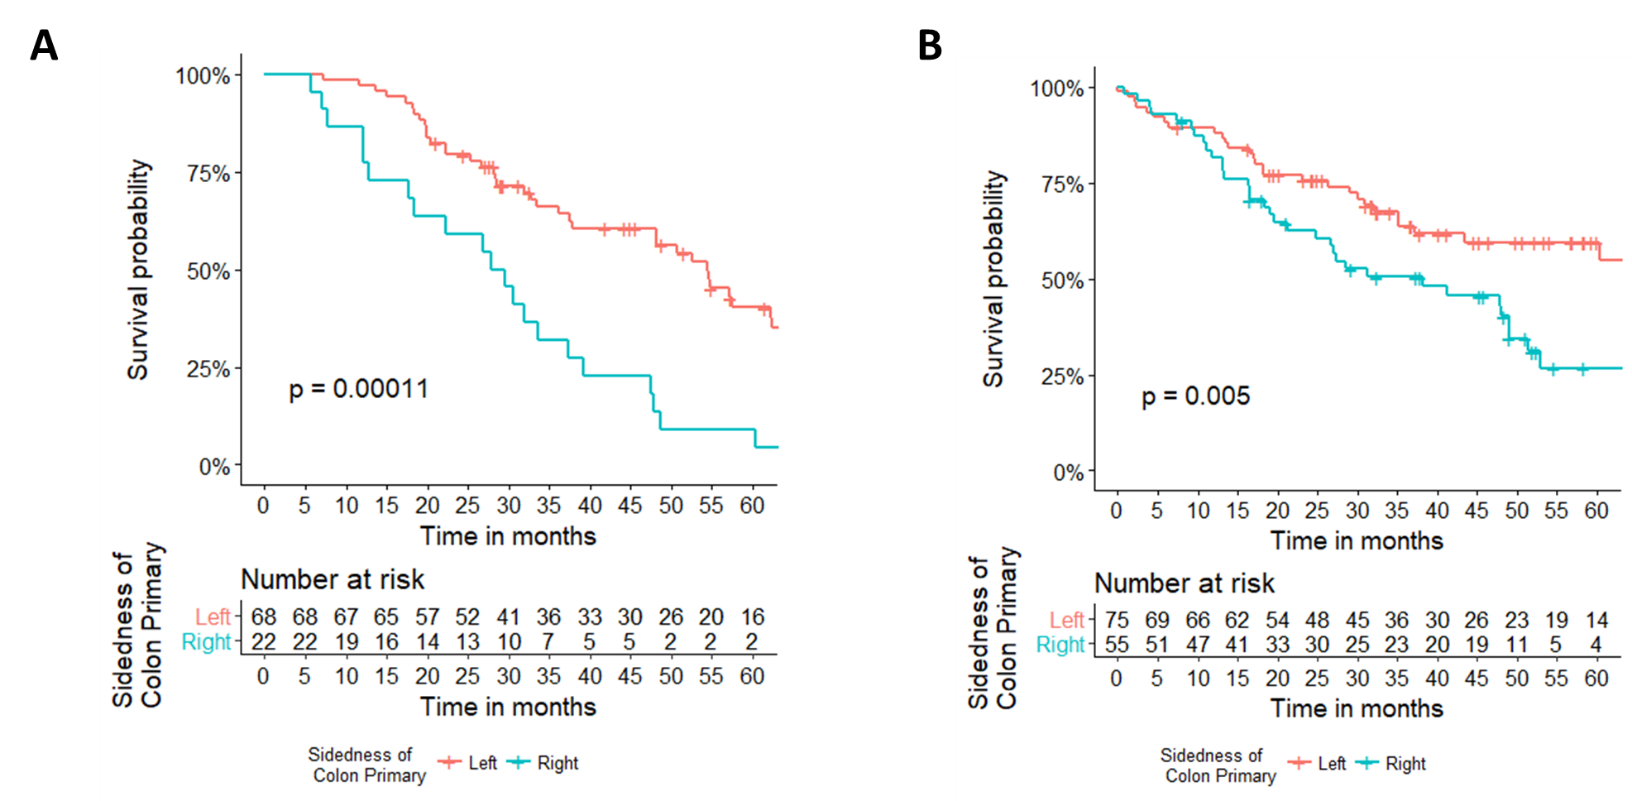 A
100%
75%
50%
25%
0%
Survival probability
p = 0.00011
0 5 10 15 20 25 30 35 40 45 50 55 60
Time in months
Number at risk
Sidedness of
Colon Primary
Left 68 68 67 65 57 52 41 36 33 30 26 20 16
Right 22 22 19 16 14 13 10 7 5 5 2 2 2
0 5 10 15 20 25 30 35 40 45 50 55 60
Time in months
Sidedness of
Colon Primary
Left Right
B
100%
75%
50%
25%
0%
Survival probability
p = 0.005
0 5 10 15 20 25 30 35 40 45 50 55 60
Time in months
Number at risk
Sidedness of
Colon Primary
Left 75 69 66 62 54 48 45 36 30 26 23 19 14
Right 55 51 47 41 33 30 25 23 20 19 11 5 4
0 5 10 15 20 25 30 35 40 45 50 55 60
Time in months
Sidedness of
Colon Primary
Left Right